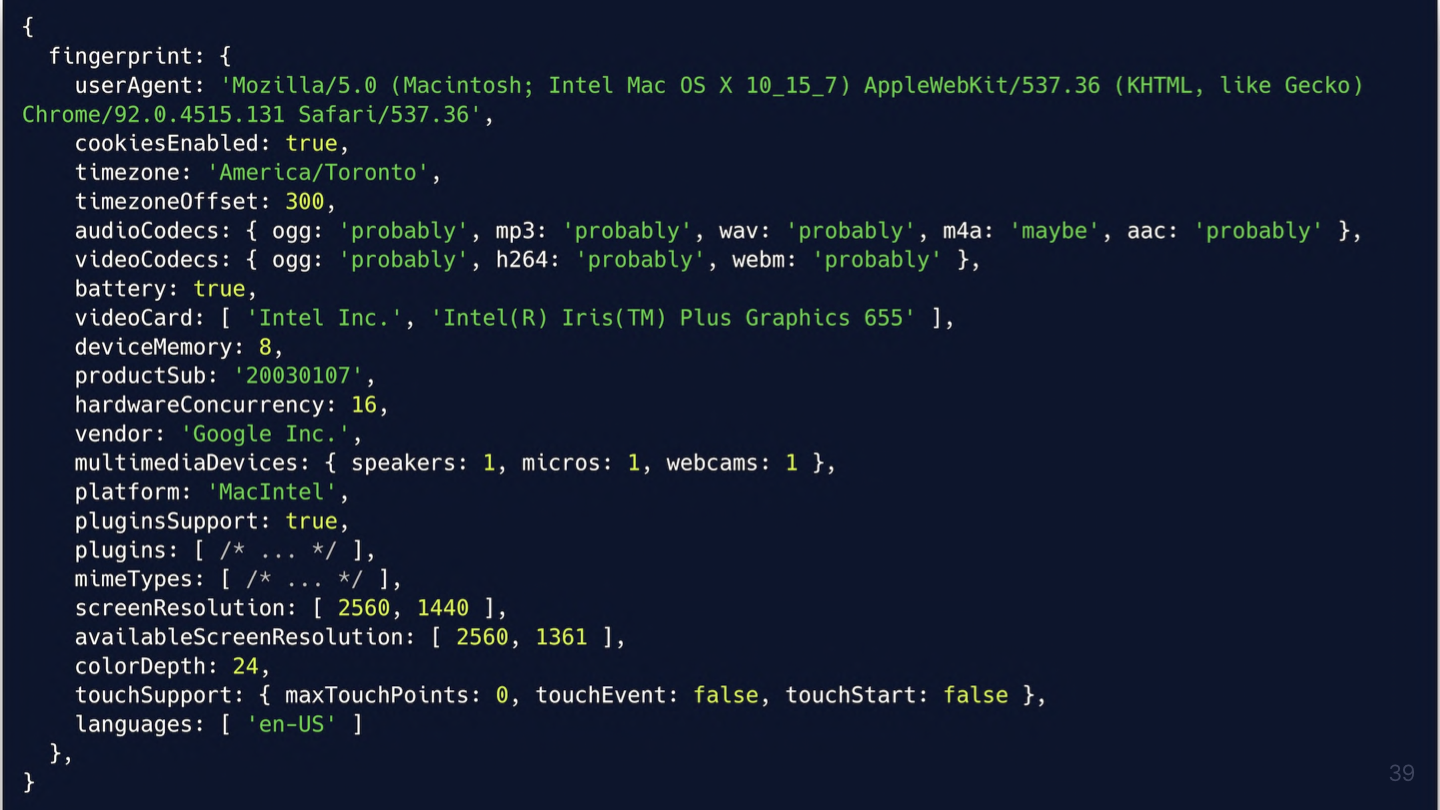 {
  fingerprint: {
    userAgent: 'Mozilla/5.0 (Macintosh; Intel Mac OS X 10_15_7) AppleWebKit/537.36 (KHTML, like Gecko)
Chrome/92.0.4515.131 Safari/537.36',
    cookiesEnabled: true,
    timezone: 'America/Toronto',
    timezoneOffset: 300,
    audioCodecs: { ogg: 'probably', mp3: 'probably', wav: 'probably', m4a: 'maybe', aac: 'probably' },
    videoCodecs: { ogg: 'probably', h264: 'probably', webm: 'probably' },
    battery: true,
    videoCard: [ 'Intel Inc.', 'Intel(R) Iris(TM) Plus Graphics 655' ],
    deviceMemory: 8,
    productSub: '20030107',
    hardwareConcurrency: 16,
    vendor: 'Google Inc.',
    multimediaDevices: { speakers: 1, micros: 1, webcams: 1 },
    platform: 'MacIntel',
    pluginsSupport: true,
    plugins: [ /* ... */ ],
    mimeTypes: [ /* ... */ ],
    screenResolution: [ 2560, 1440 ],
    availableScreenResolution: [ 2560, 1361 ],
    colorDepth: 24,
    touchSupport: { maxTouchPoints: 0, touchEvent: false, touchStart: false },
    languages: [ 'en-US' ]
  },
}
39